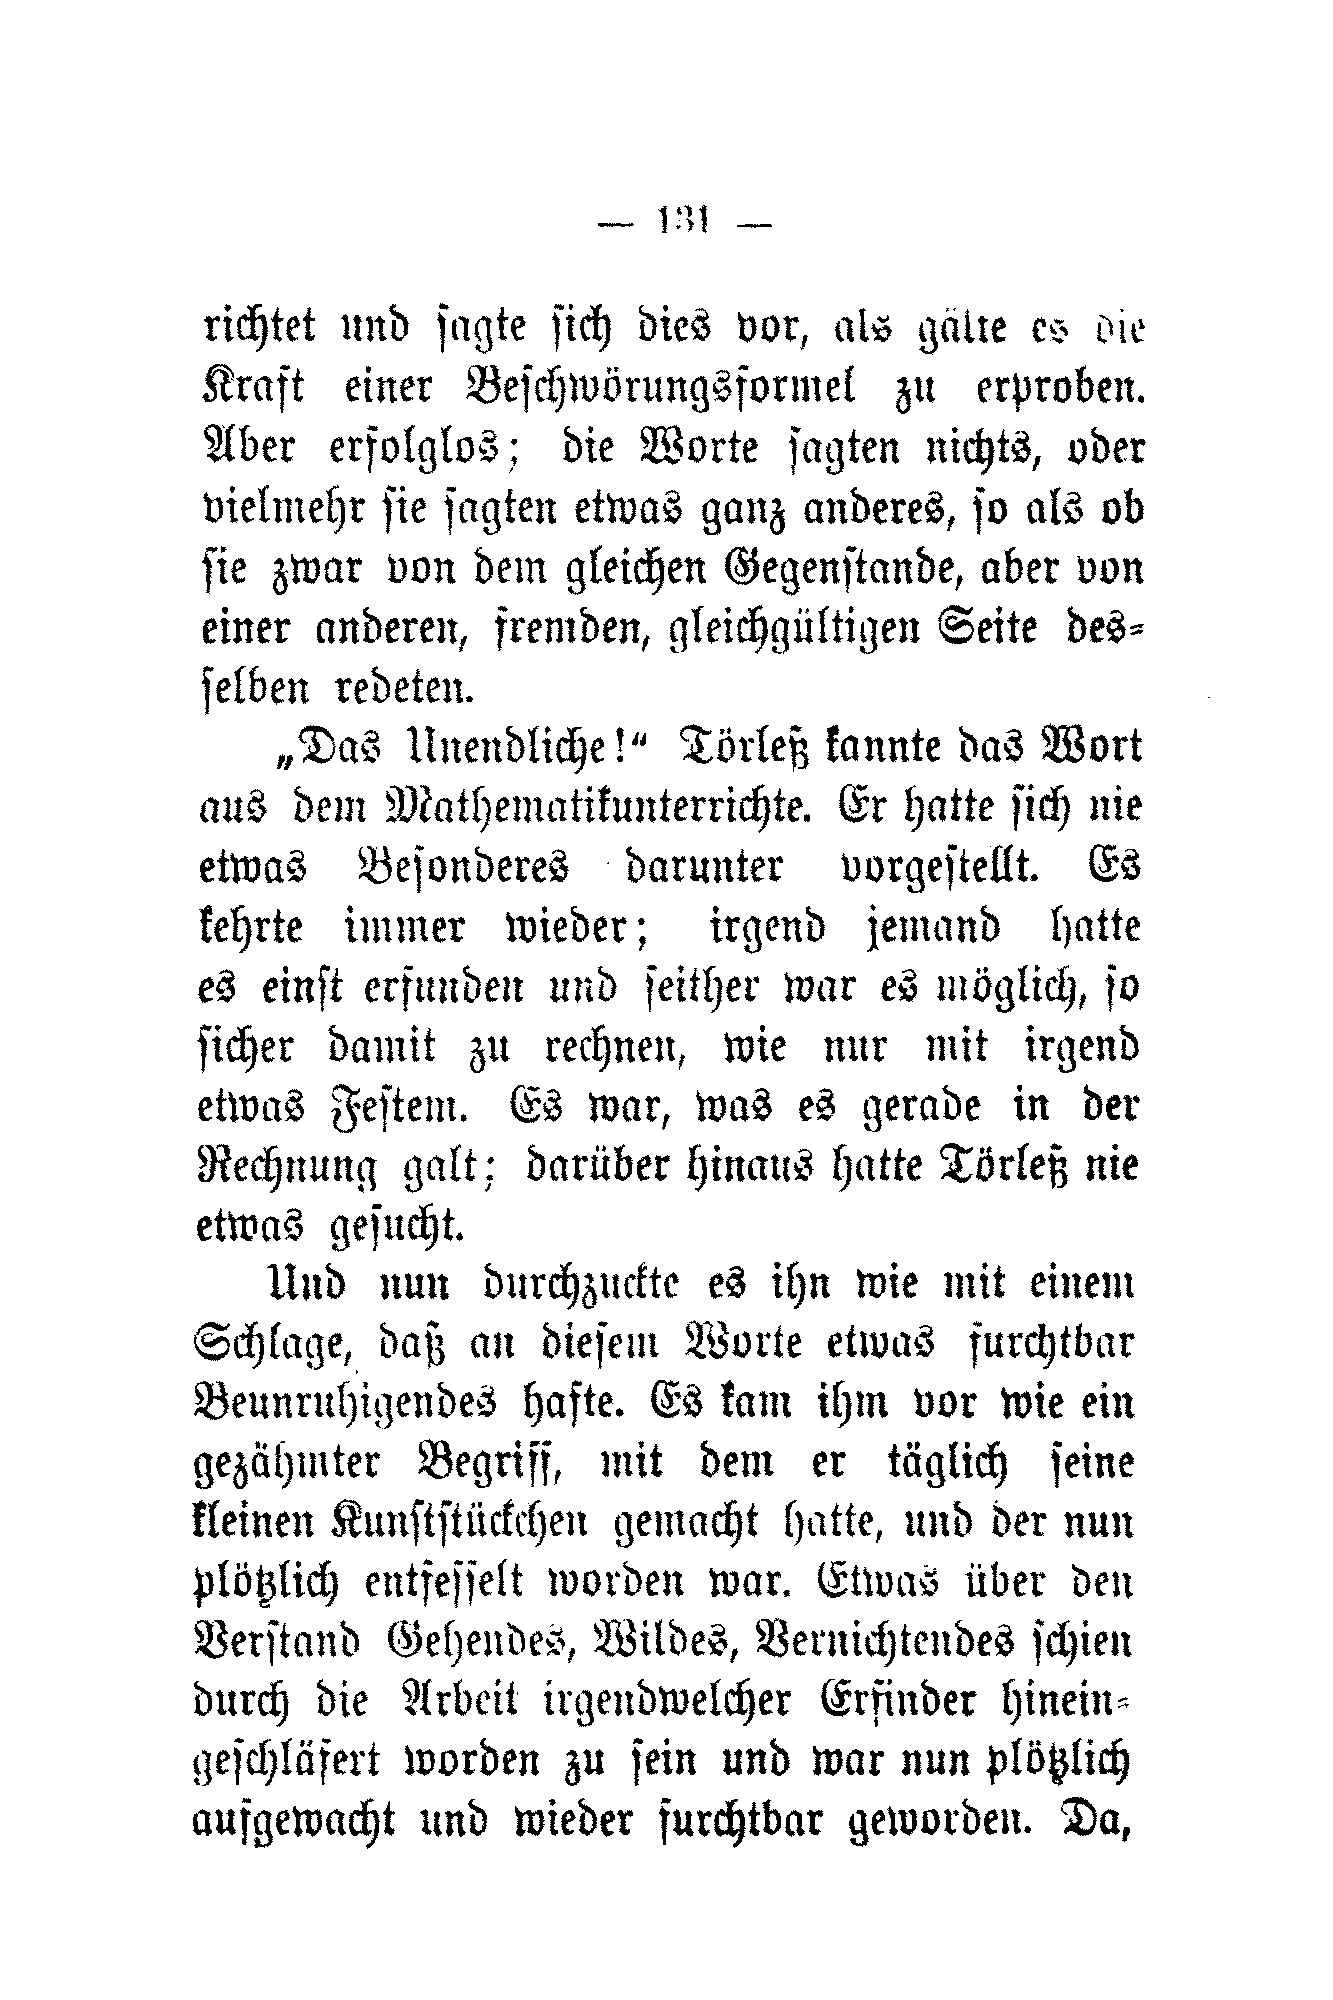 — 131 —
richtet und sagte sich dies vor, als gälte es die
Kraft einer Beschwörungsformel zu erproben.
Aber erfolglos; die Worte sagten nichts, oder
vielmehr sie sagten etwas ganz anderes, so als ob
sie zwar von dem gleichen Gegenstande, aber von
einer anderen, fremden, gleichgültigen Seite des-
selben redeten.
„Das Unendliche!“ Törleß kannte das Wort
aus dem Mathematikunterrichte. Er hatte sich nie
etwas Besonderes darunter vorgestellt. Es
kehrte immer wieder; irgend jemand hatte
es einst erfunden und seither war es möglich, so
sicher damit zu rechnen, wie nur mit irgend
etwas Festem. Es war, was es gerade in der
Rechnung galt; darüber hinaus hatte Törleß nie
etwas gesucht.
Und nun durchzuckte es ihn wie mit einem
Schlage, daß an diesem Worte etwas furchtbar
Beunruhigendes hafte. Es kam ihm vor wie ein
gezähmter Begriff, mit dem er täglich seine
kleinen Kunststückchen gemacht hatte, und der nun
plötzlich entfesselt worden war. Etwas über den
Verstand Gehendes, Wildes, Vernichtendes schien
durch die Arbeit irgendwelcher Erfinder hinein-
geschläfert worden zu sein und war nun plötzlich
aufgewacht und wieder furchtbar geworden. Da,